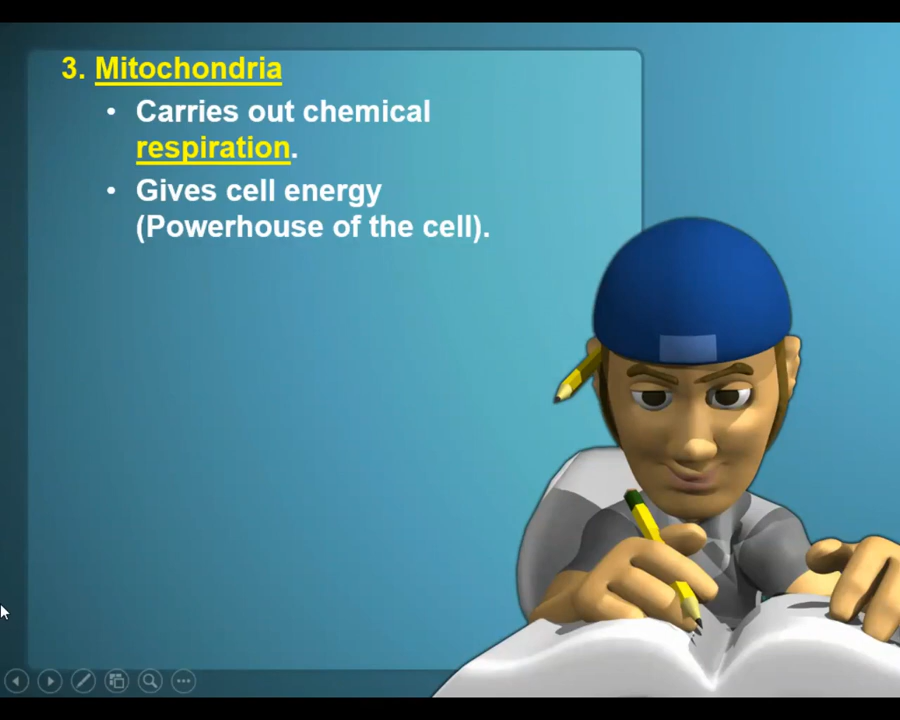 3. Mitochondria
• Carries out chemical
respiration.
• Gives cell energy
(Powerhouse of the cell).